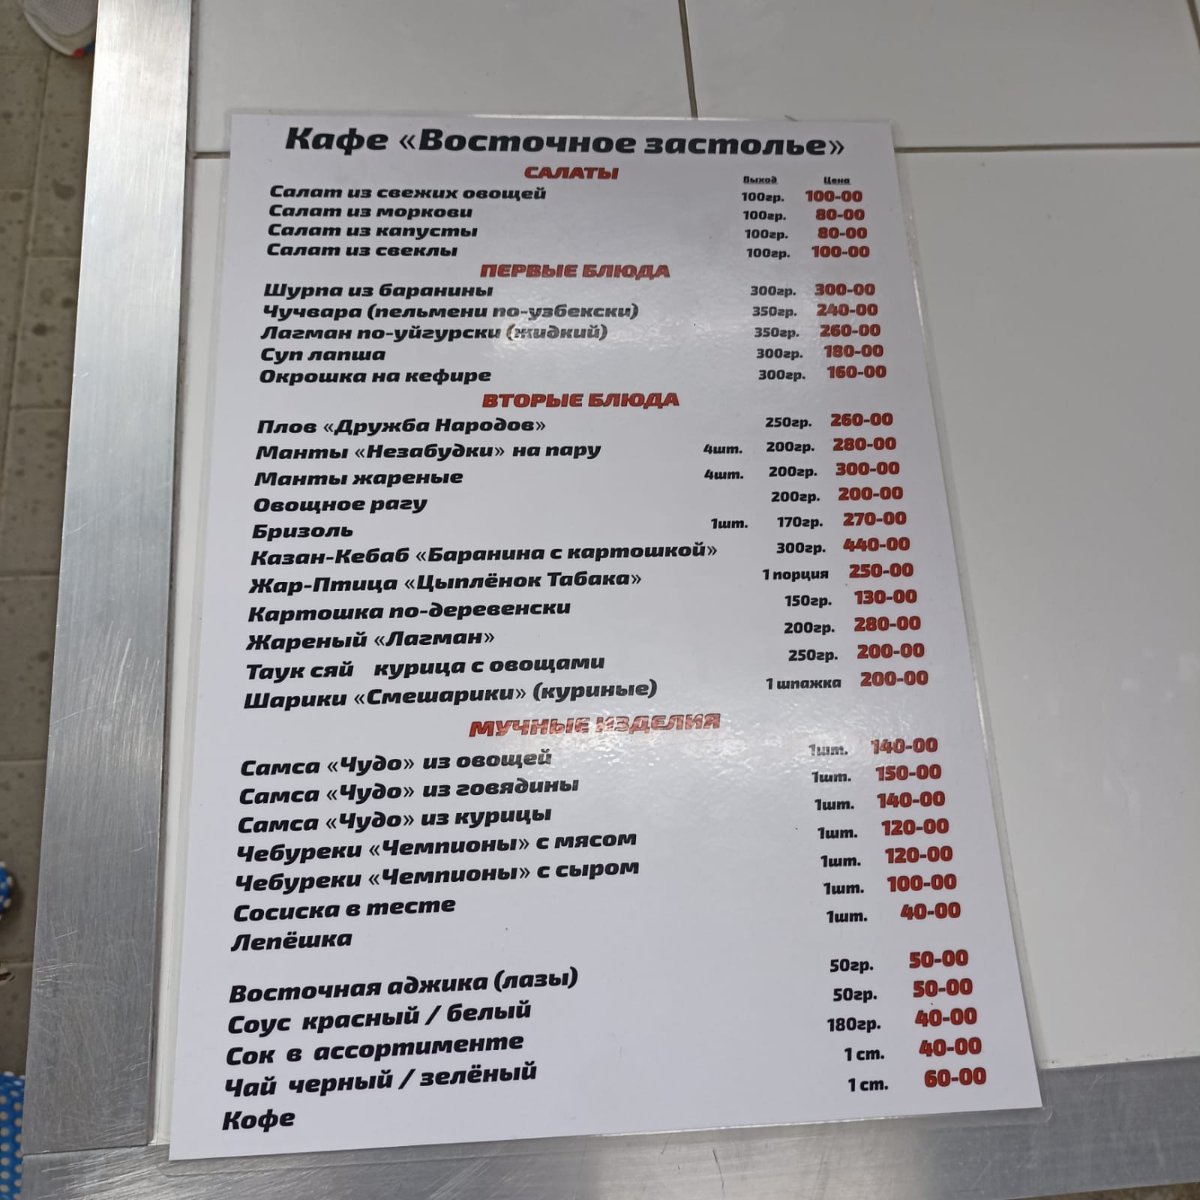 Кафе «Восточное застолье»
САЛАТЫ
Выход Цена
Салат из свежих овощей 100гр. 100-00
Салат из моркови 100гр. 80-00
Салат из капусты 100гр. 80-00
Салат из свеклы 100гр. 100-00
ПЕРВЫЕ БЛЮДА
Шурпа из баранины 300гр. 300-00
Чучвара (пельмени по-узбекски) 350гр. 240-00
Лагман по-уйгурски (жидкий) 350гр. 260-00
Суп лапша 300гр. 180-00
Окрошка на кефире 300гр. 160-00
ВТОРЫЕ БЛЮДА
Плов «Дружба Народов» 250гр. 260-00
Манты «Незабудки» на пару 4шт. 200гр. 280-00
Манты жареные 4шт. 200гр. 300-00
Овощное рагу 200гр. 200-00
Бризоль 1шт. 170гр. 270-00
Казан-Кебаб «Баранина с картошкой» 300гр. 440-00
Жар-Птица «Цыплёнок Табака» 1 порция 250-00
Картошка по-деревенски 150гр. 130-00
Жареный «Лагман» 200гр. 280-00
Таук сяй курица с овощами 250гр. 200-00
Шарики «Смешарики» (куриные) 1 шпажка 200-00
МУЧНЫЕ ИЗДЕЛИЯ
Самса «Чудо» из овощей 1шт. 140-00
Самса «Чудо» из говядины 1шт. 150-00
Самса «Чудо» из курицы 1шт. 140-00
Чебуреки «Чемпионы» с мясом 1шт. 120-00
Чебуреки «Чемпионы» с сыром 1шт. 120-00
Сосиска в тесте 1шт. 100-00
Лепёшка 1шт. 40-00
Восточная аджика (лазы) 50гр. 50-00
Соус красный / белый 50гр. 50-00
Сок в ассортименте 180гр. 40-00
Чай черный / зелёный 1 ст. 40-00
Кофе 1 ст. 60-00